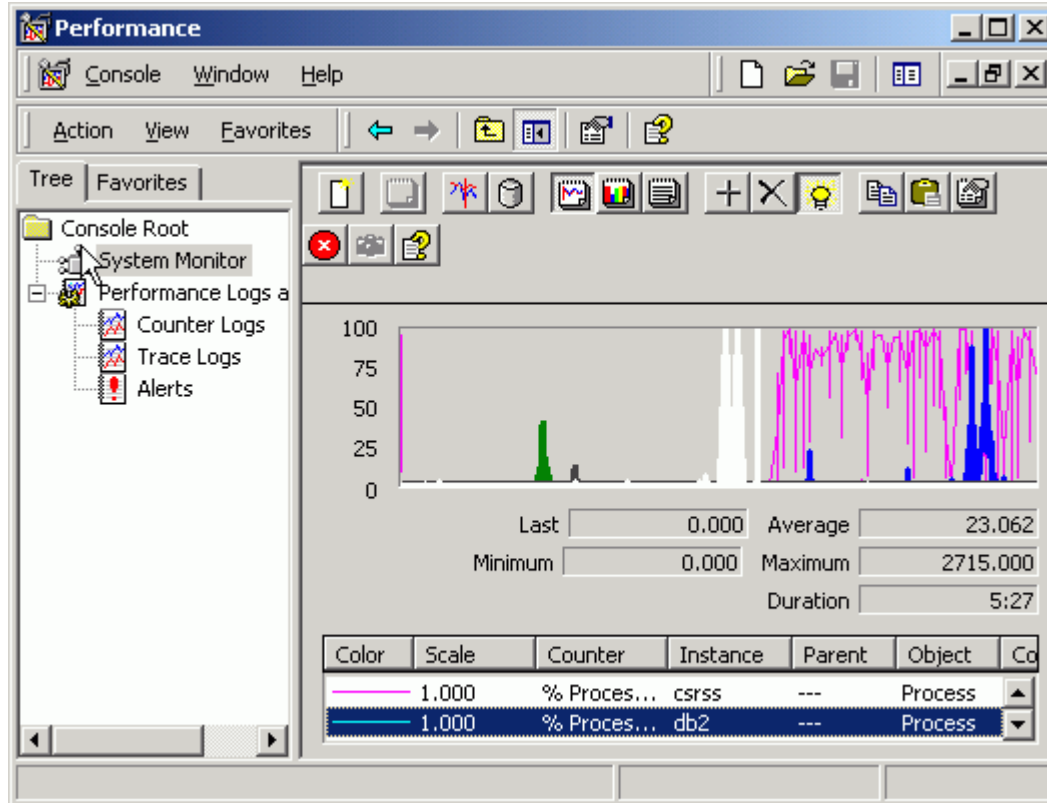 Performance
Console Window Help
Action View Favorites
Tree Favorites
Console Root
System Monitor
Performance Logs a
Counter Logs
Trace Logs
Alerts
100
75
50
25
0
Last 0.000 Average 23.062
Minimum 0.000 Maximum 2715.000
Duration 5:27
Color Scale Counter Instance Parent Object Co
1.000 % Proces... csrss --- Process
1.000 % Proces... db2 --- Process